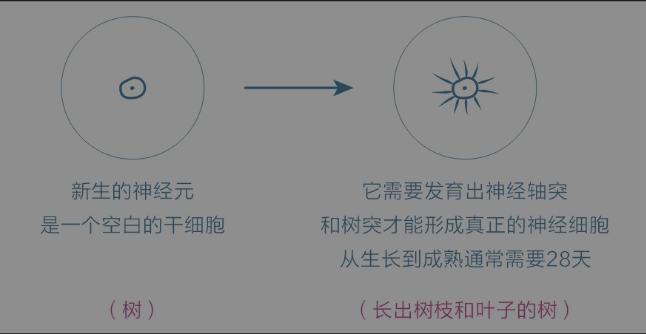 新生的神经元
是一个空白的干细胞
（树）
它需要发育出神经轴突
和树突才能形成真正的神经细胞
从生长到成熟通常需要28天
（长出树枝和叶子的树）